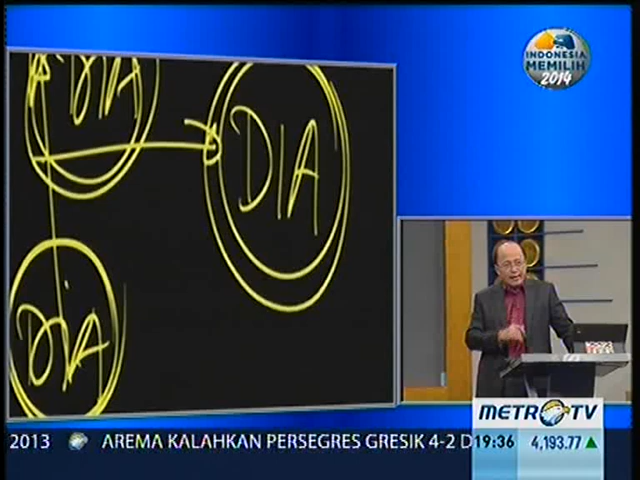 INDONESIA
MEMILIH
2014
DIA
DIA
DIA
METRO TV
2013 AREMA KALAHKAN PERSEGRES GRESIK 4-2 D
19:36 4,193.77